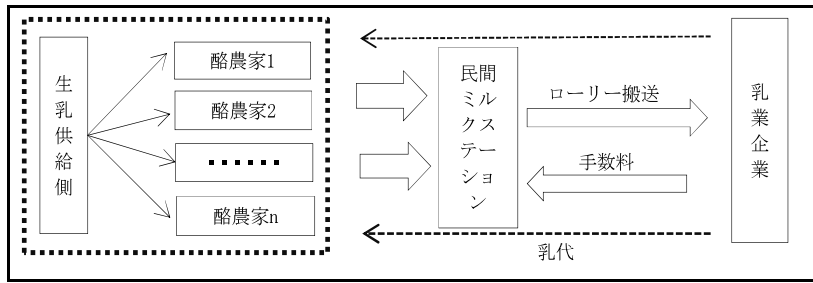 生乳供給側
酪農家1
酪農家2
・・・・・・
酪農家n
民間ミルクステーション
ローリー搬送
手数料
乳業企業
乳代